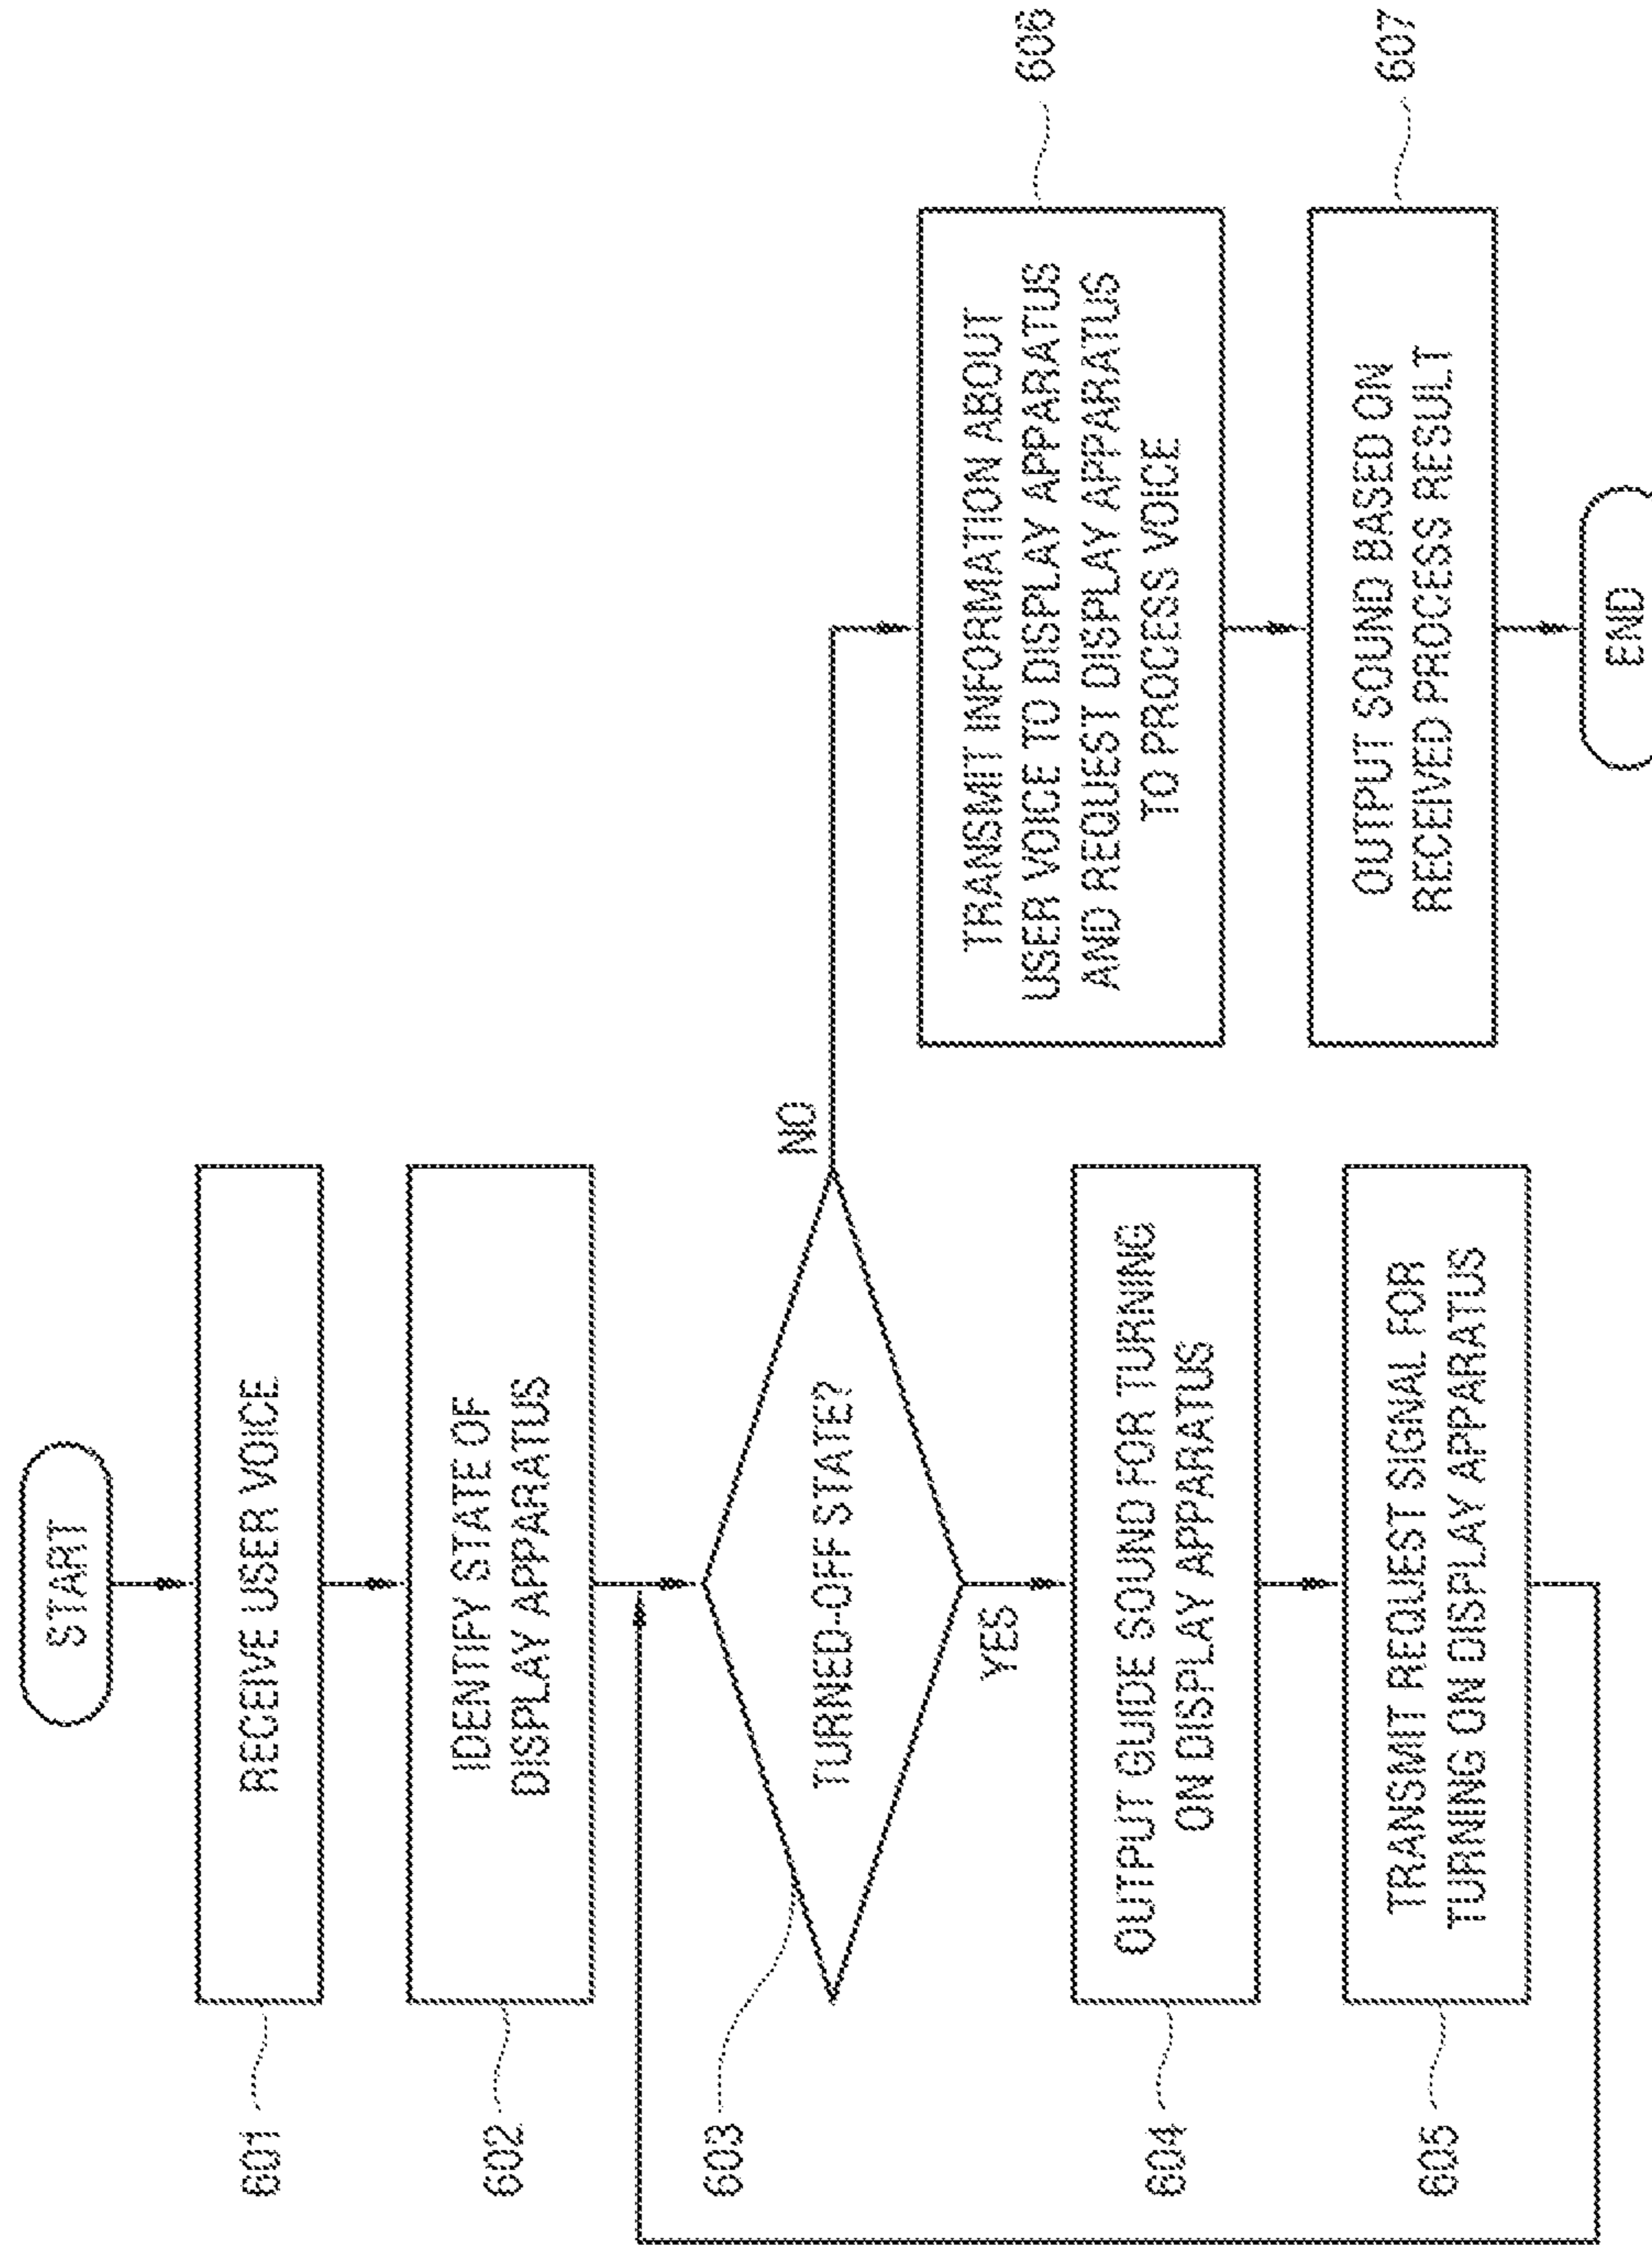 START
RECEIVE USER VOICE
601
IDENTIFY STATE OF
DISPLAY APPARATUS
602
TURNED-OFF STATE?
603
NO
YES
OUTPUT GUIDE SOUND FOR TURNING
ON DISPLAY APPARATUS
604
TRANSMIT REQUEST SIGNAL FOR
TURNING ON DISPLAY APPARATUS
605
TRANSMIT INFORMATION ABOUT
USER VOICE TO DISPLAY APPARATUS
AND REQUEST DISPLAY APPARATUS
TO PROCESS VOICE
606
OUTPUT SOUND BASED ON
RECEIVED PROCESS RESULT
607
END